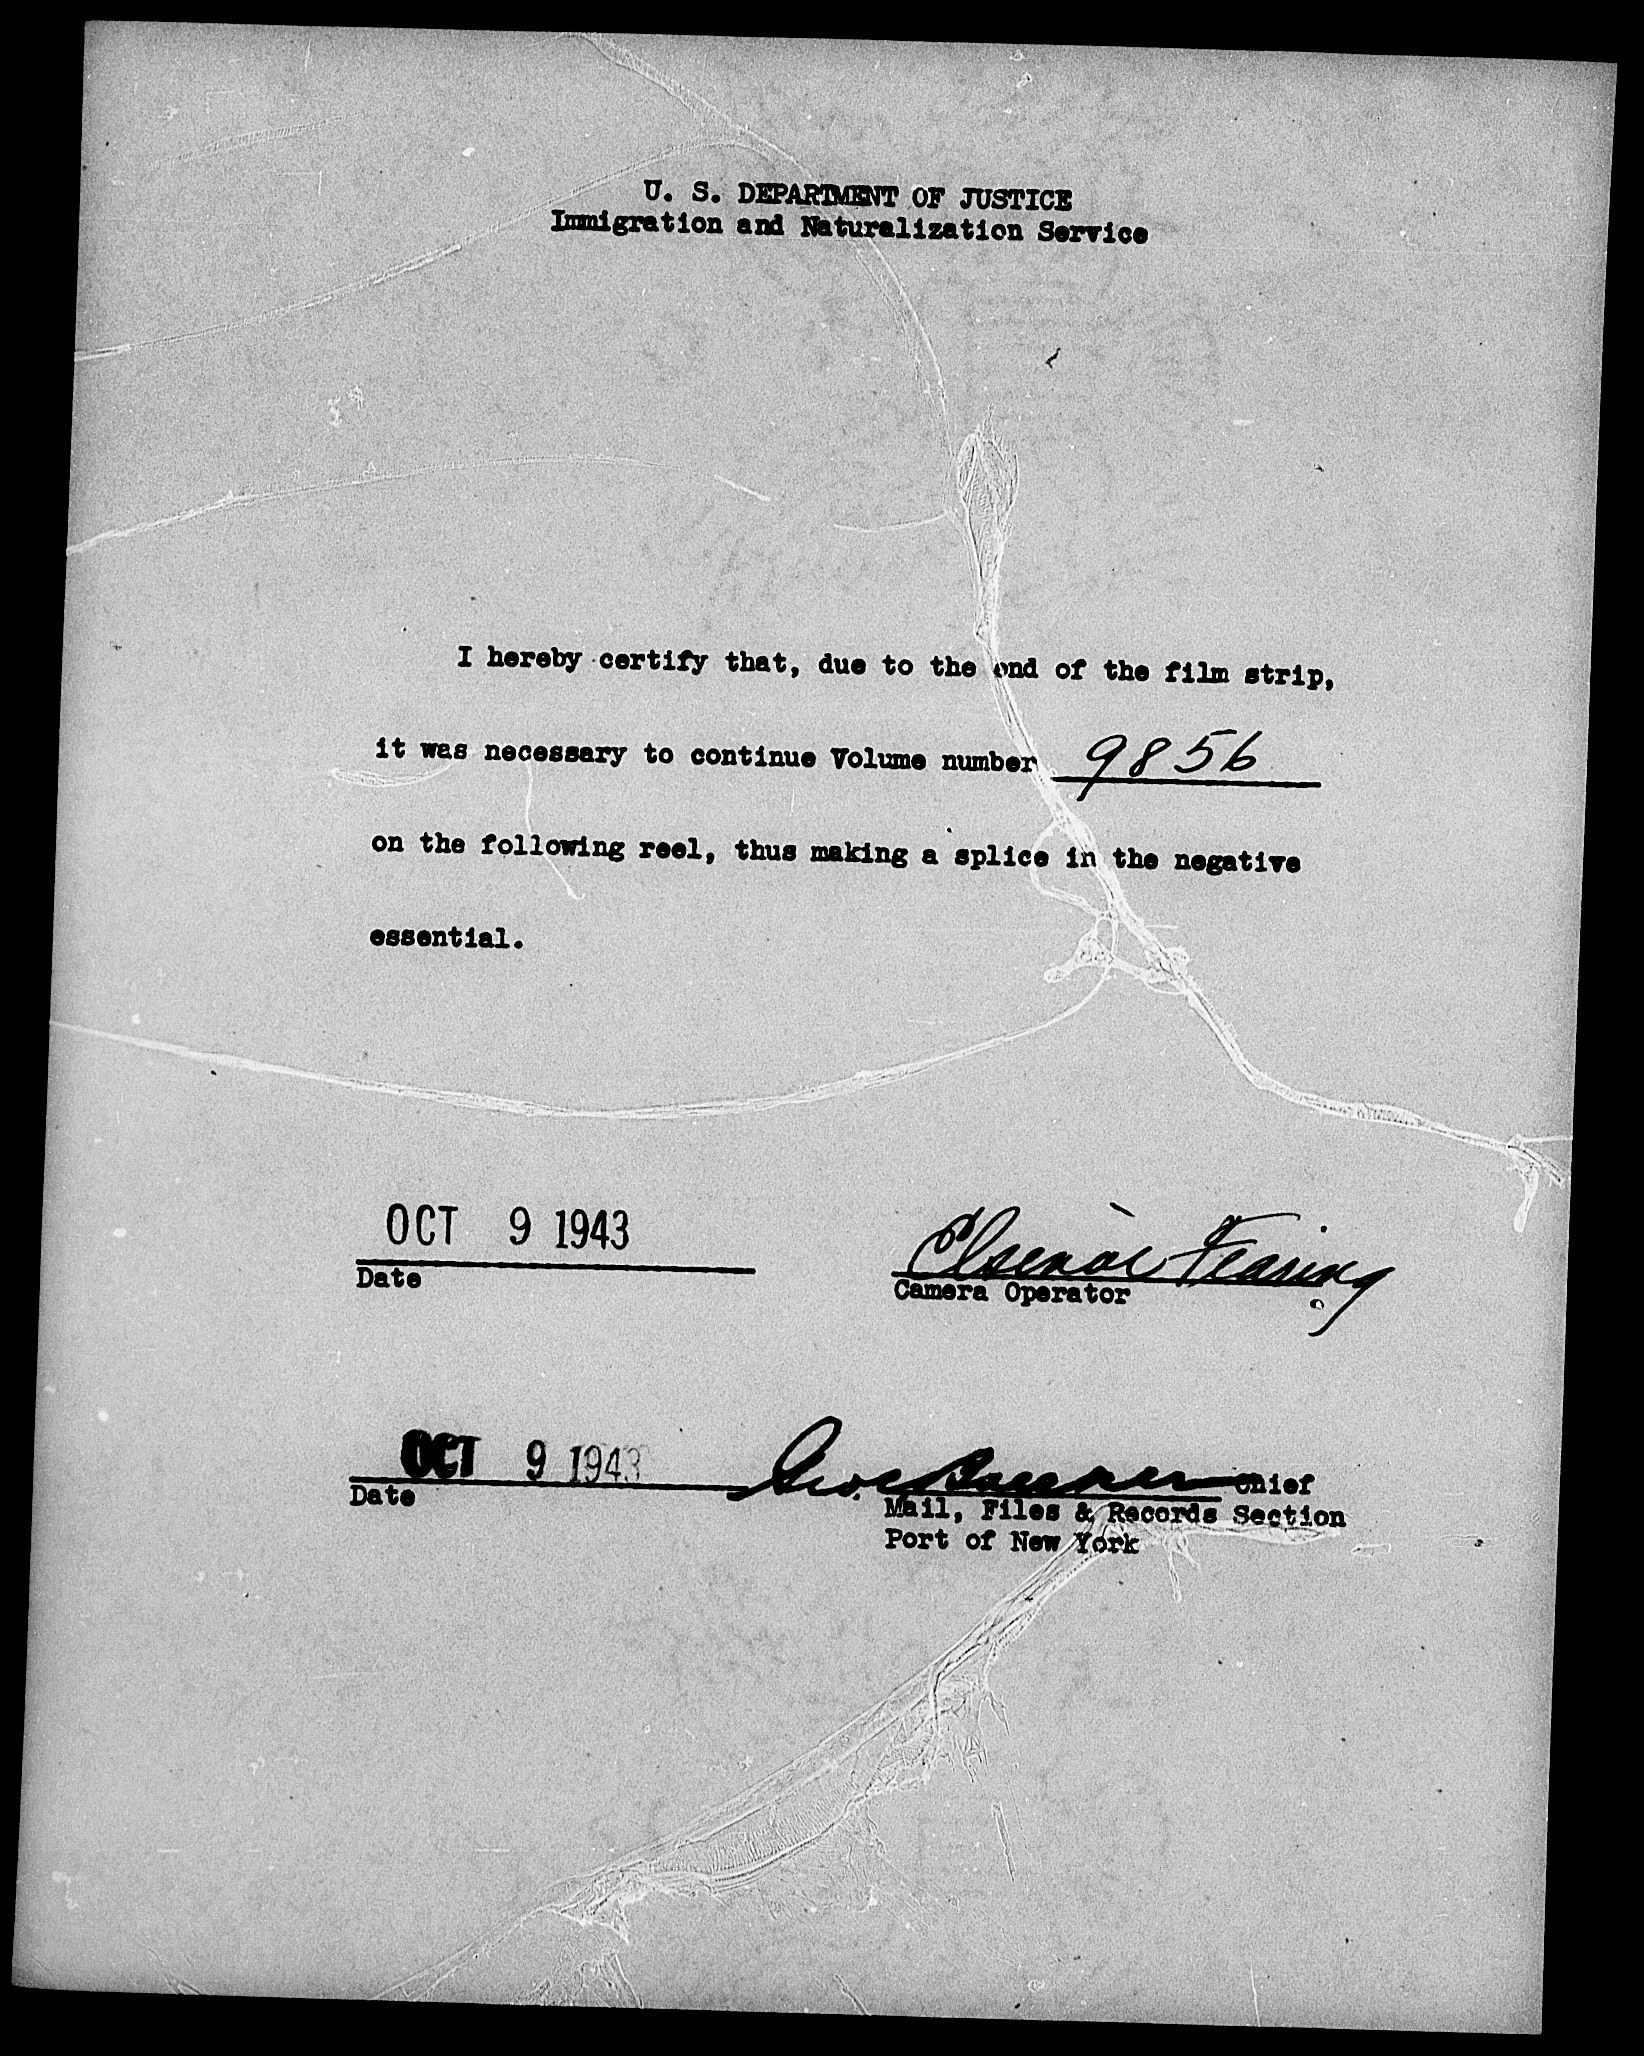 U. S. DEPARTMENT OF JUSTICE
Immigration and Naturalization Service
I hereby certify that, due to the end of the film strip,
it was necessary to continue Volume number 9856
on the following reel, thus making a splice in the negative
essential.
OCT 9 1943
Date
Fearing
Camera Operator
OCT 9 1943
Date
Chief
Mail, Files & Records Section
Port of New York